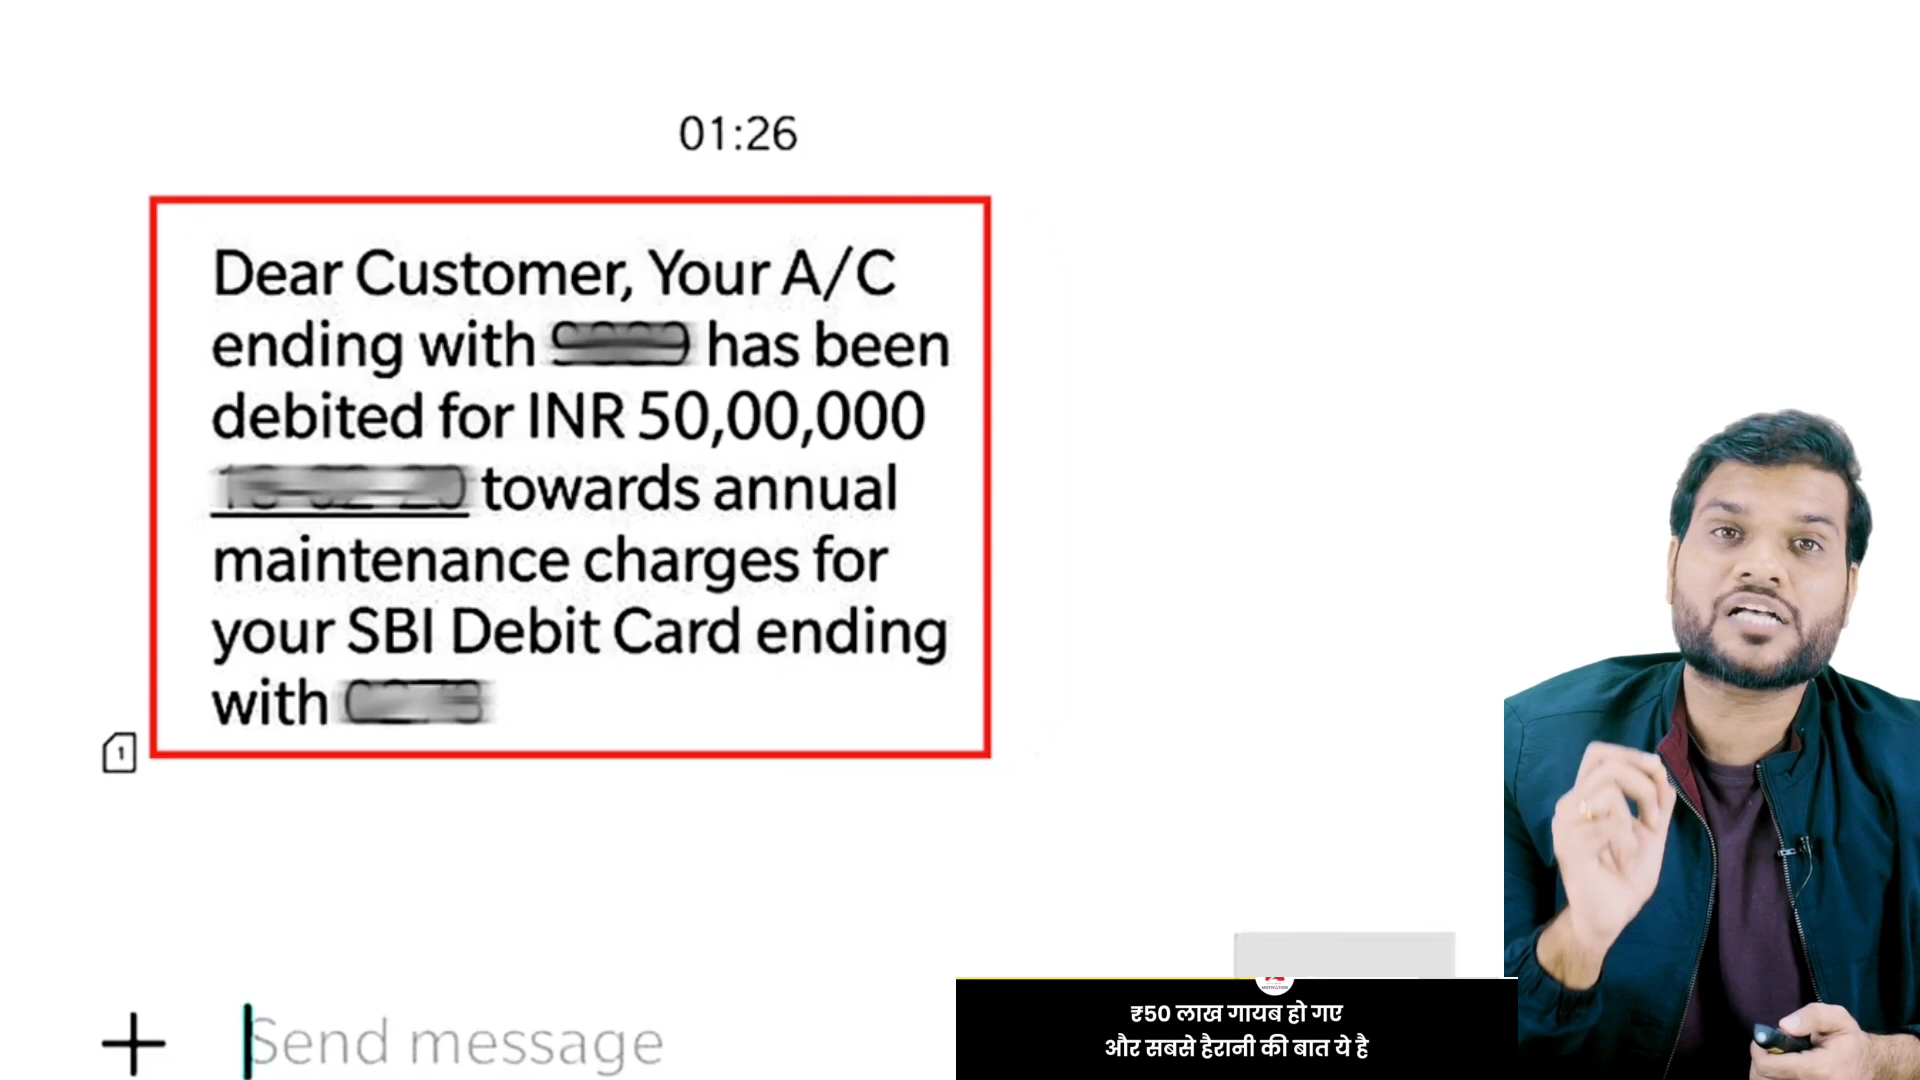 01:26
Dear Customer, Your A/C
ending with has been
debited for INR 50,00,000
towards annual
maintenance charges for
your SBI Debit Card ending
with
1
Send message
₹50 लाख गायब हो गए
और सबसे हैरानी की बात ये है